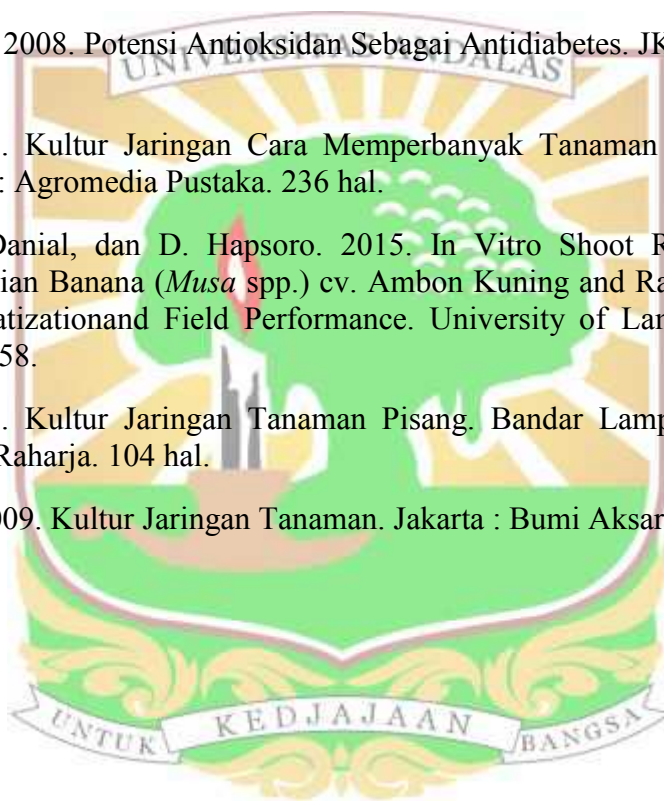 2008. Potensi Antioksidan Sebagai Antidiabetes. JK
UNIVERSITAS ANDALAS
. Kultur Jaringan Cara Memperbanyak Tanaman
: Agromedia Pustaka. 236 hal.
Danial, dan D. Hapsoro. 2015. In Vitro Shoot R
ian Banana (Musa spp.) cv. Ambon Kuning and Ra
atizationand Field Performance. University of Lan
58.
. Kultur Jaringan Tanaman Pisang. Bandar Lamp
Raharja. 104 hal.
009. Kultur Jaringan Tanaman. Jakarta : Bumi Aksar
UNTUK KEDJAJAAN BANGSA